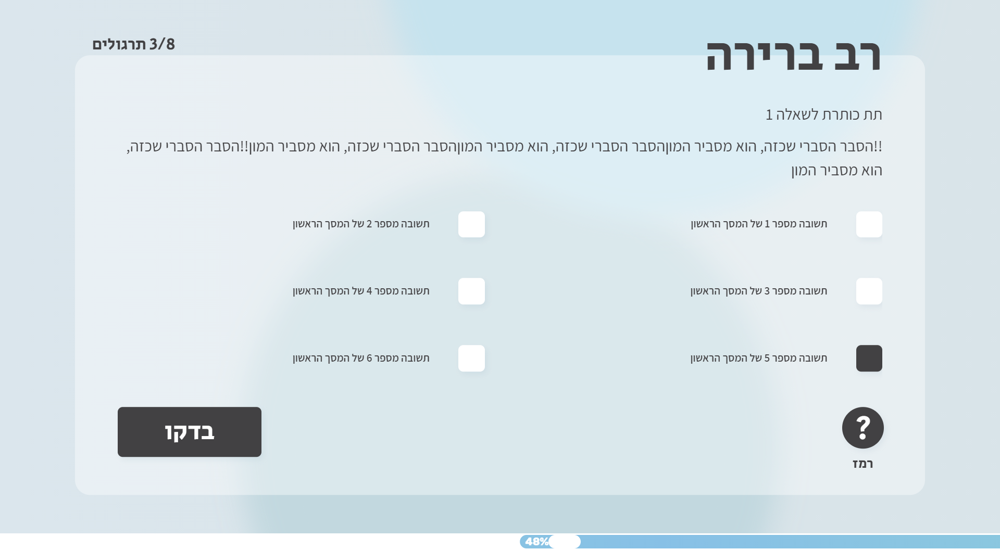 רב ברירה
3/8 תרגולים
תת כותרת לשאלה 1
!!הסבר הסברי שכזה, הוא מסביר המוןהסבר הסברי שכזה, הוא מסביר המוןהסבר הסברי שכזה, הוא מסביר המון!!הסבר הסברי שכזה,
הוא מסביר המון
תשובה מספר 1 של המסך הראשון
תשובה מספר 2 של המסך הראשון
תשובה מספר 3 של המסך הראשון
תשובה מספר 4 של המסך הראשון
תשובה מספר 5 של המסך הראשון
תשובה מספר 6 של המסך הראשון
?
רמז
בדקו
48%